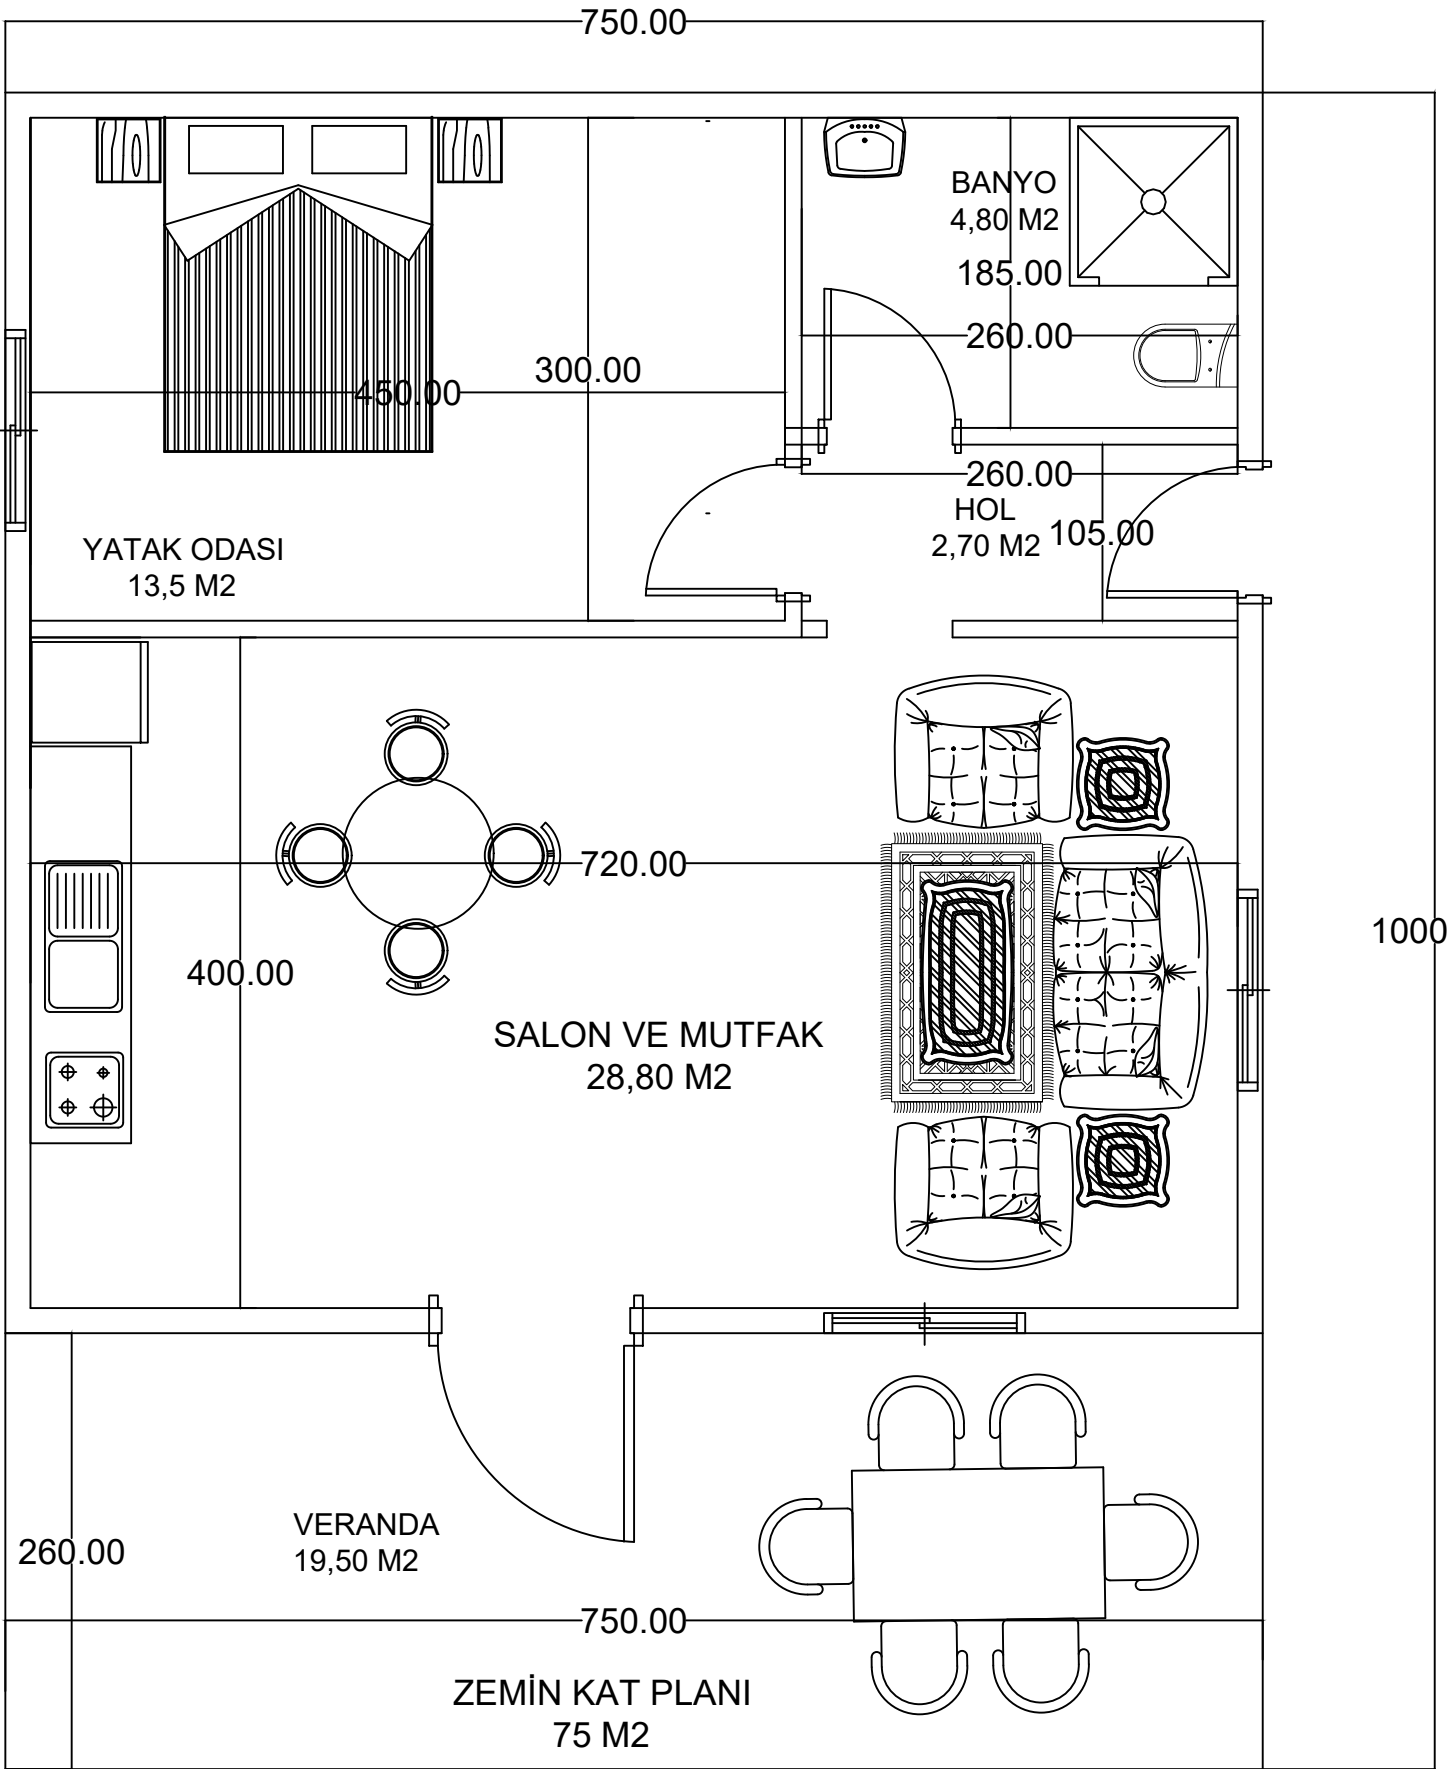 750.00
BANYO
4,80 M2
185.00
260.00
300.00
450.00
260.00
HOL
2,70 M2
105.00
YATAK ODASI
13,5 M2
720.00
1000
400.00
SALON VE MUTFAK
28,80 M2
VERANDA
19,50 M2
260.00
750.00
ZEMİN KAT PLANI
75 M2